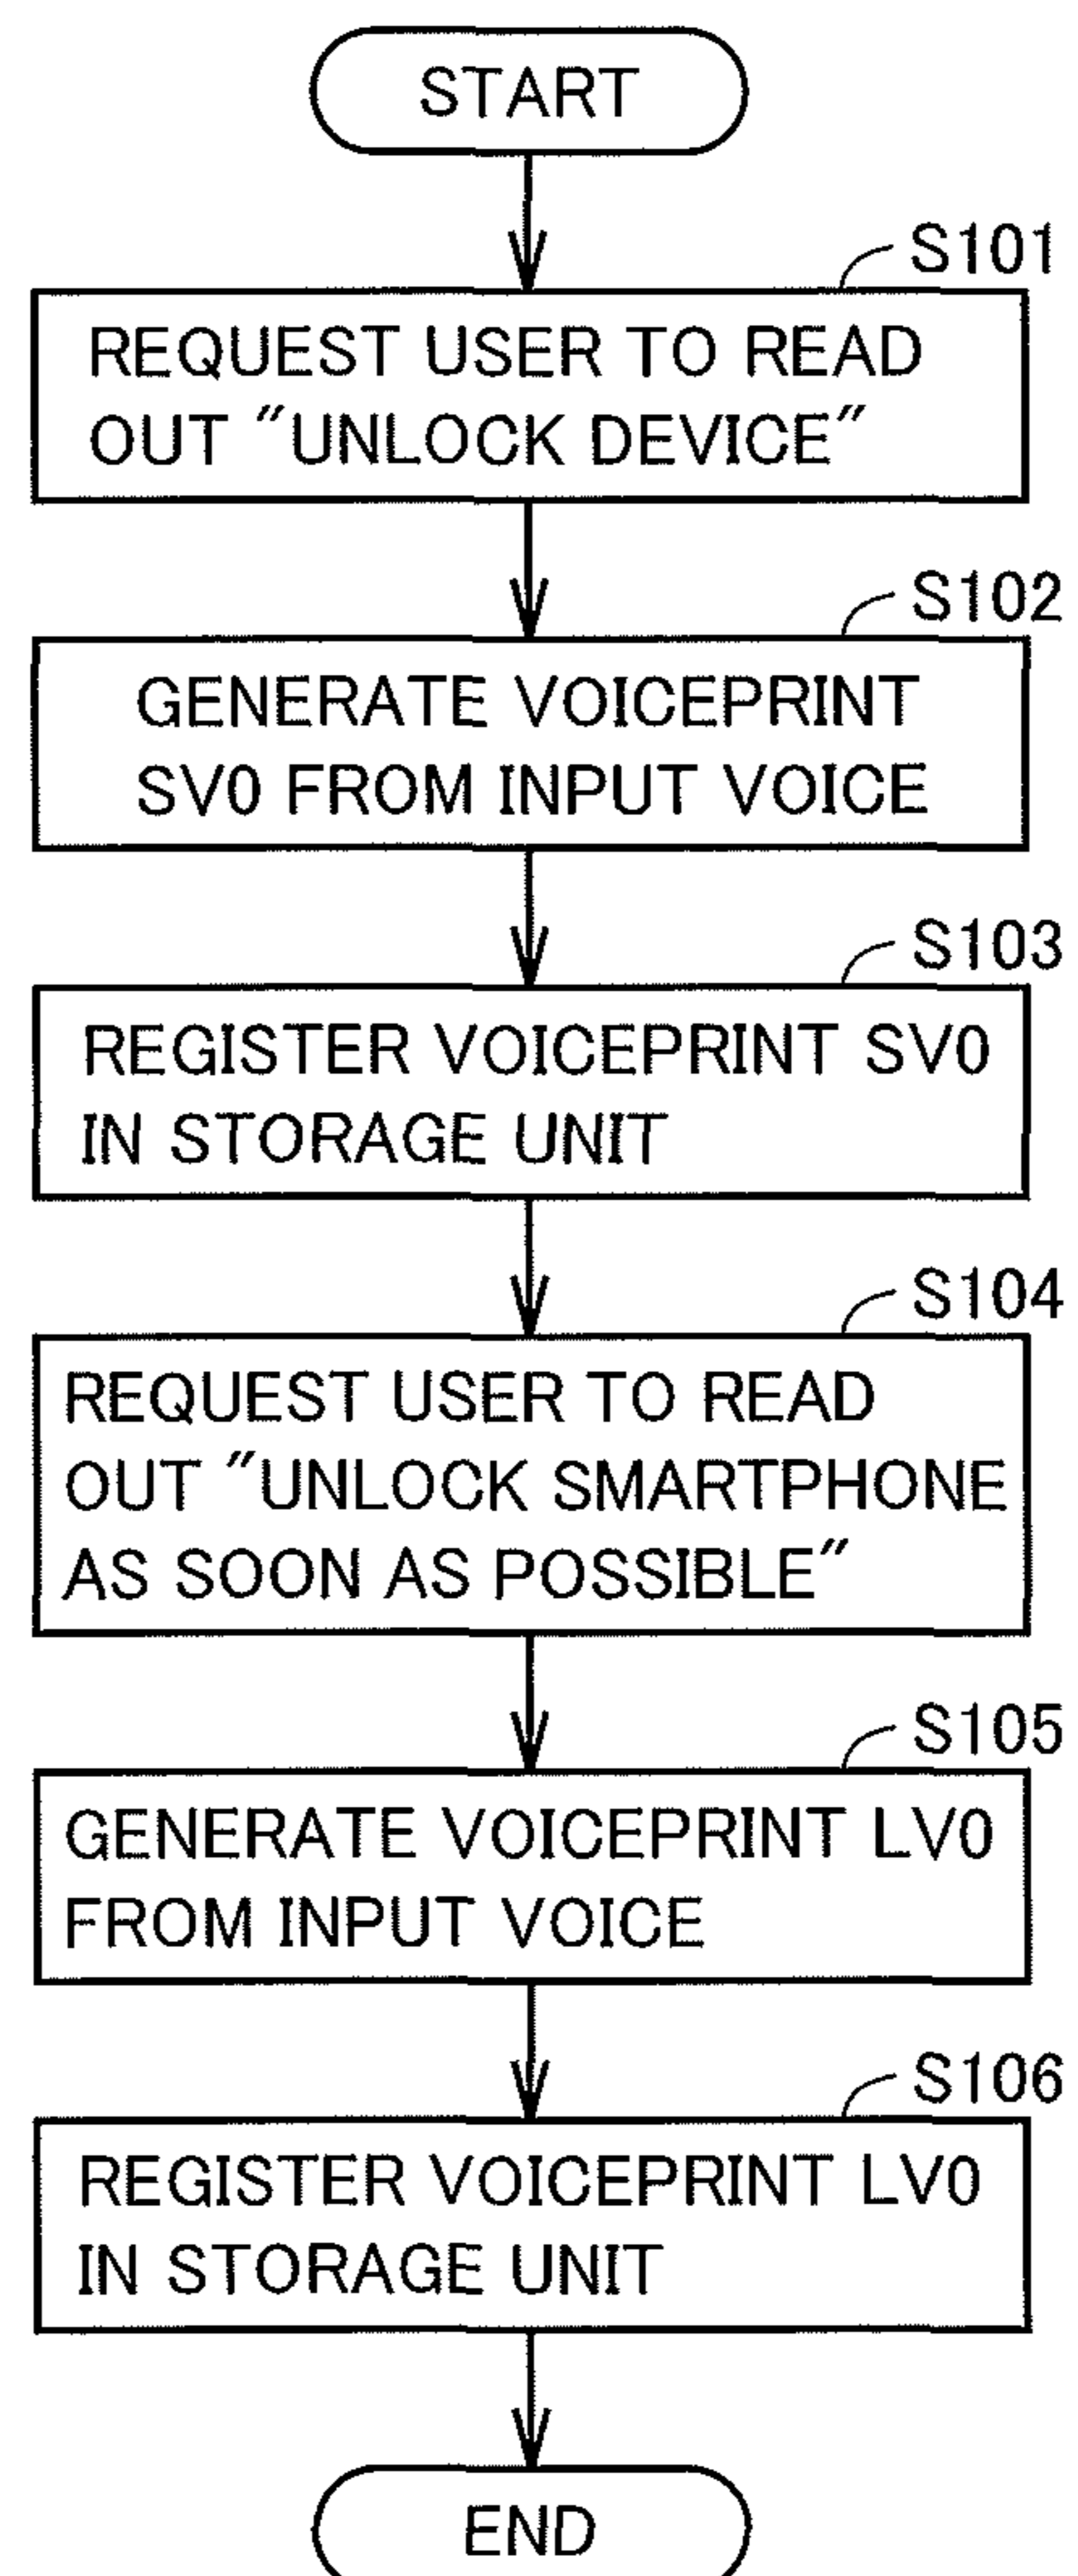 START
S101
REQUEST USER TO READ
OUT "UNLOCK DEVICE"
S102
GENERATE VOICEPRINT
SV0 FROM INPUT VOICE
S103
REGISTER VOICEPRINT SV0
IN STORAGE UNIT
S104
REQUEST USER TO READ
OUT "UNLOCK SMARTPHONE
AS SOON AS POSSIBLE"
S105
GENERATE VOICEPRINT LV0
FROM INPUT VOICE
S106
REGISTER VOICEPRINT LV0
IN STORAGE UNIT
END